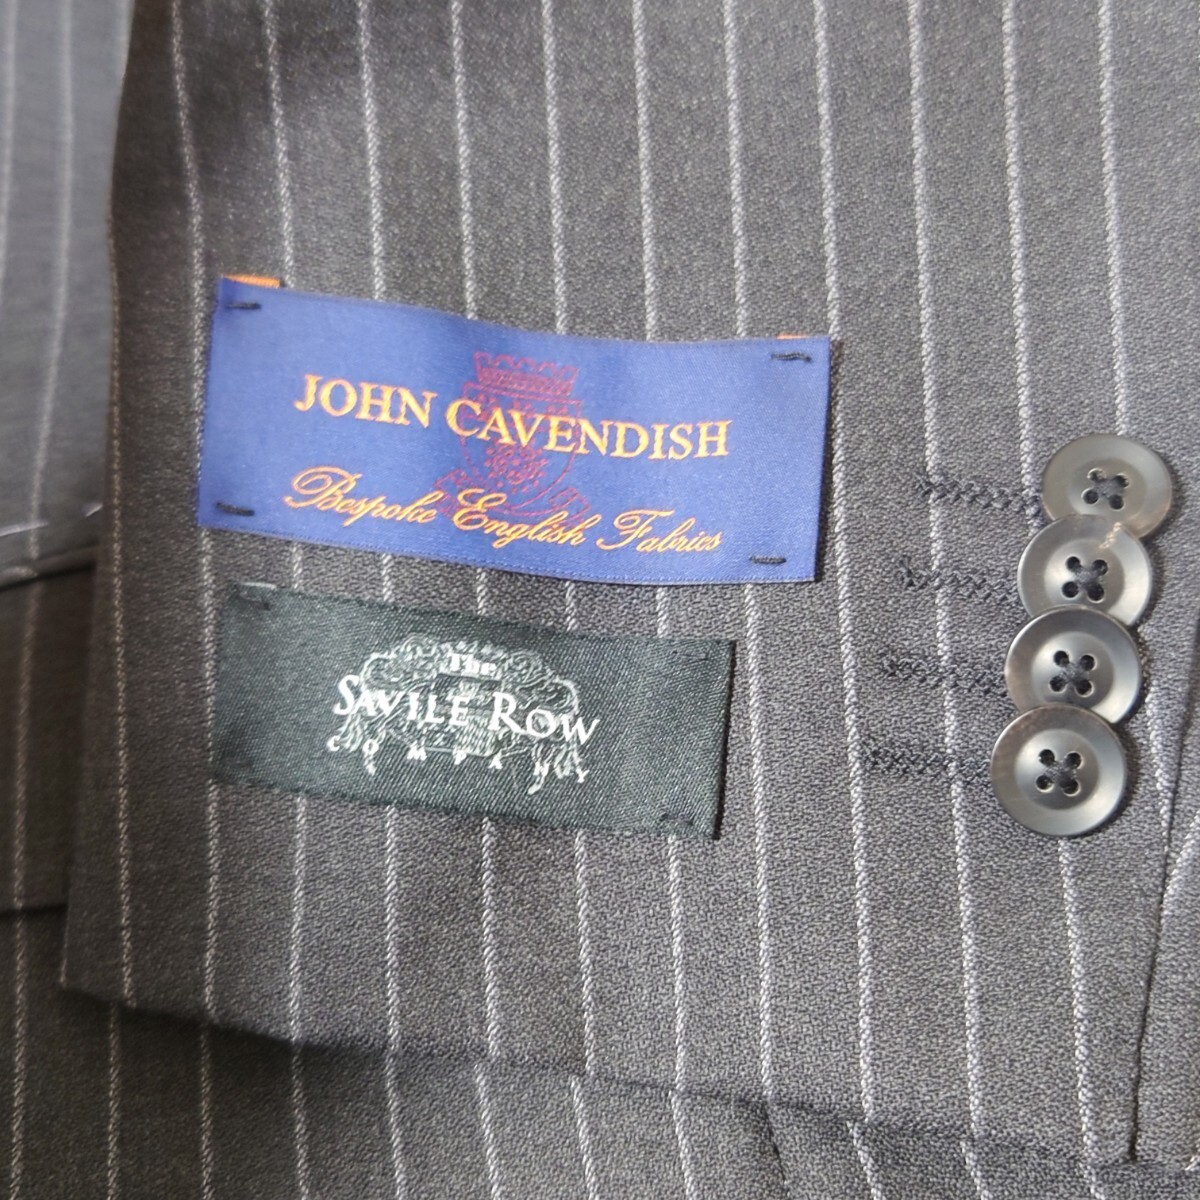 JOHN CAVENDISH
Bespoke English Fabrics
The
SAVILE ROW
COMPANY